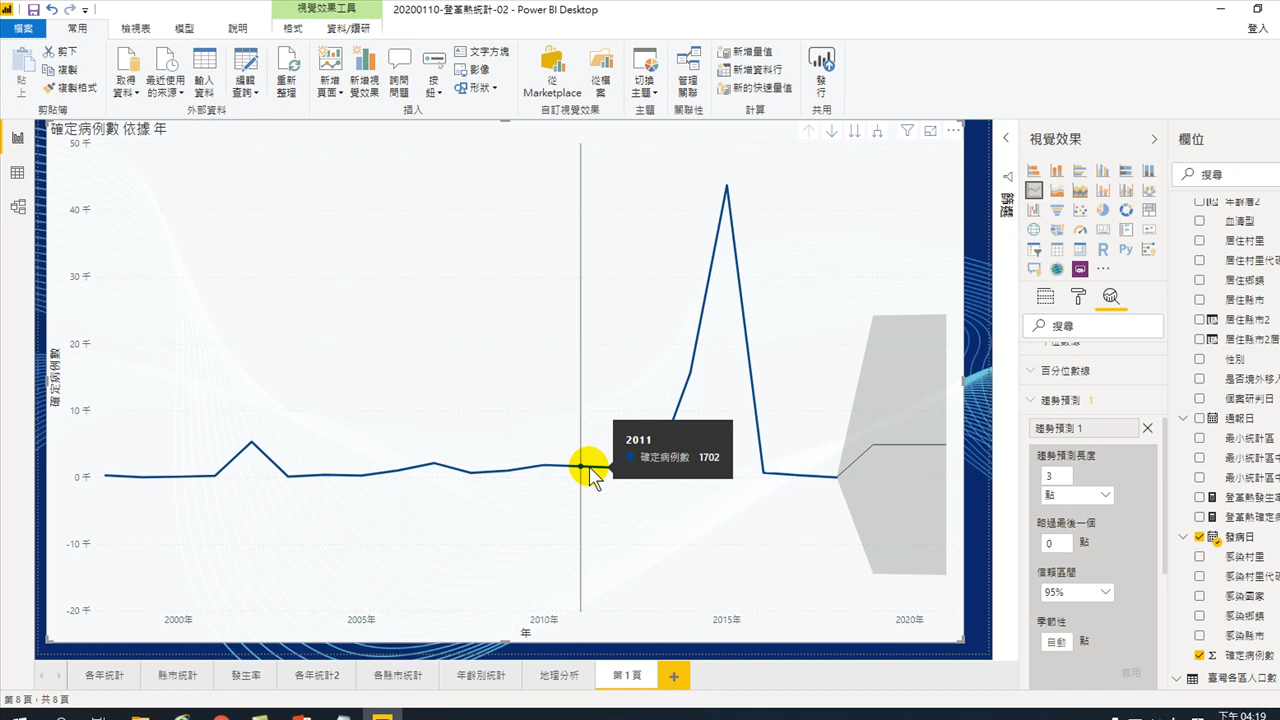 視覺效果工具
20200110-登革熱統計-02 - Power BI Desktop
檔案 常用 檢視表 模型 說明 格式 資料/鑽研 登入
貼上 剪下 複製 複製格式
取得資料 最近使用的來源 輸入資料 編輯查詢 重新整理
新增頁面 新增視覺效果 詢問問題 按鈕 文字方塊 影像 形狀
從 Marketplace 從檔案 切換主題 管理關聯
新增量值 新增資料行 新的快速量值 發行
剪貼簿 外部資料 插入 自訂視覺效果 主題 關聯性 計算 共用
確定病例數 依據 年
50 千
40 千
30 千
20 千
10 千
0 千
-10 千
-20 千
確定病例數
2011
確定病例數 1702
2000年 2005年 2010年 2015年 2020年
年
篩選
視覺效果
R Py
搜尋
百分位數線
趨勢預測 1
趨勢預測 1
趨勢預測長度
3
點
略過最後一個
0 點
信賴區間
95%
季節性
自動 點
套用
欄位
搜尋
年齡層2
血清型
居住村里
居住村里代
居住鄉鎮
居住縣市
居住縣市2
居住縣市2居
性別
是否境外移入
個案研判日
通報日
最小統計區
最小統計區
最小統計區
登革熱發生率
登革熱確定病
發病日
感染村里
感染村里代
感染國家
感染鄉鎮
感染縣市
Σ 確定病例數
臺灣各區人口數
各年統計 縣市統計 發生率 各年統計2 各縣市統計 年齡別統計 地理分析 第 1 頁
第 8 頁，共 8 頁
下午 04:19